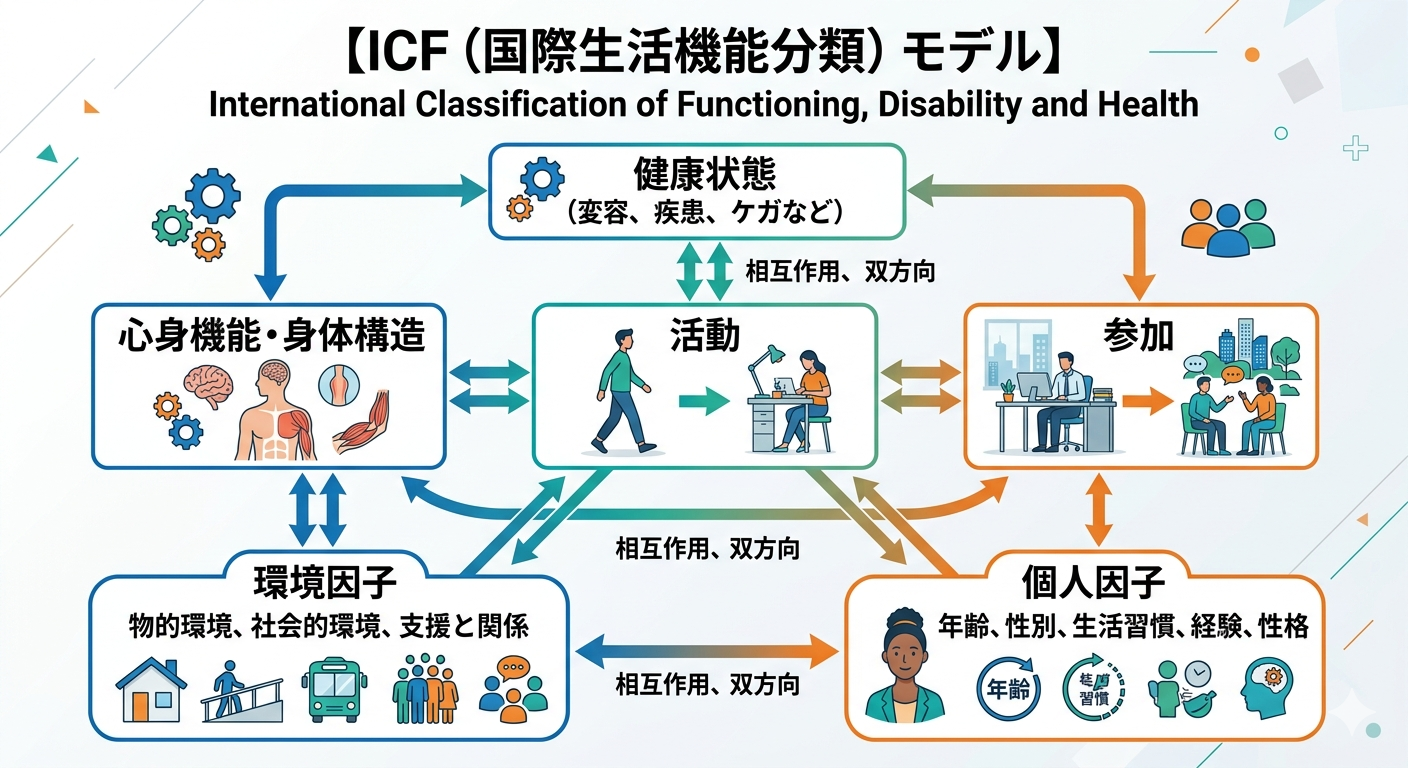 【ICF（国際生活機能分類）モデル】
International Classification of Functioning, Disability and Health
健康状態
（変容、疾患、ケガなど）
相互作用、双方向
心身機能・身体構造
活動
参加
相互作用、双方向
環境因子
物的環境、社会的環境、支援と関係
個人因子
年齢、性別、生活習慣、経験、性格
年齢
習慣
相互作用、双方向